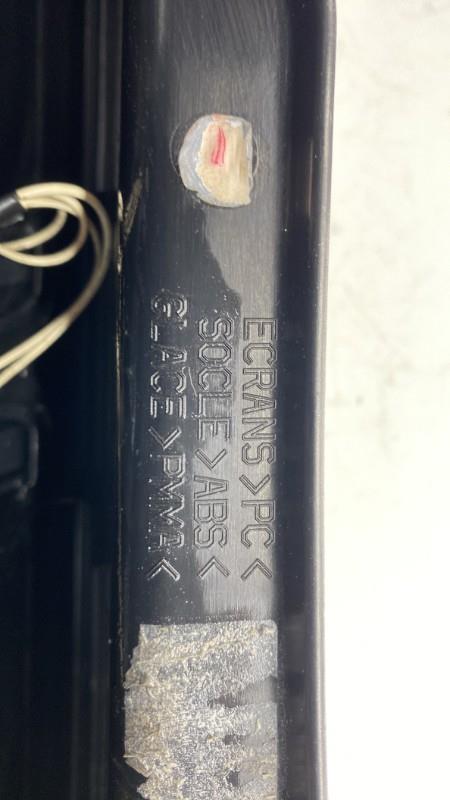 ECRANS >PC<
SOCLE >ABS<
GLACE >PMMA<